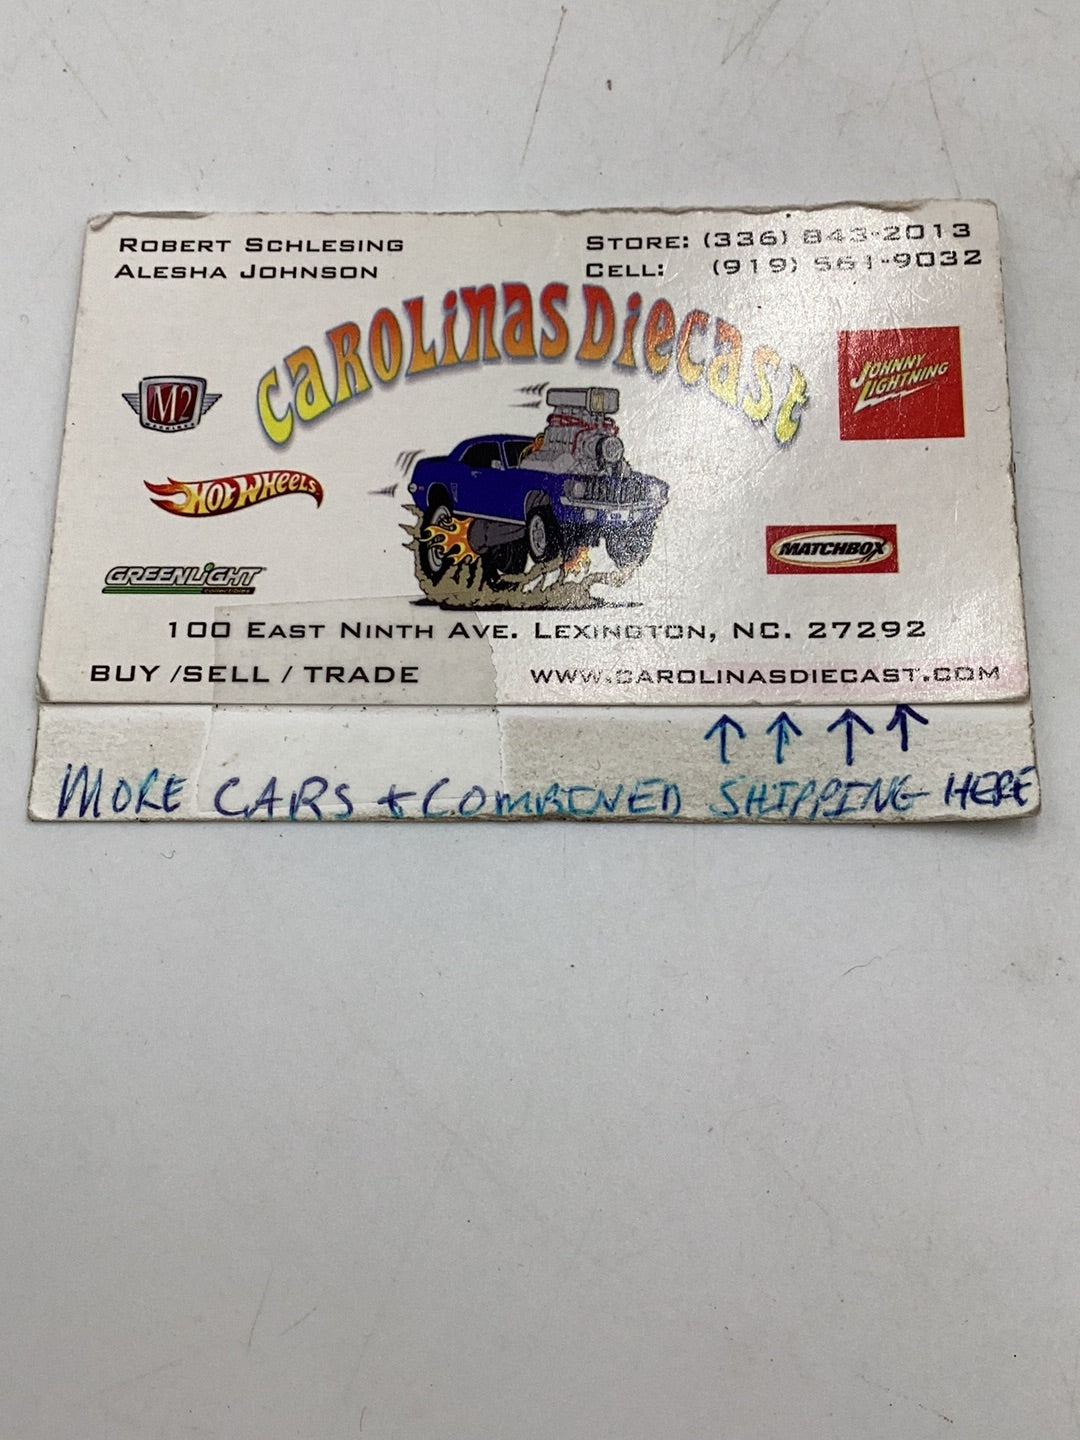 ROBERT SCHLESING
ALESHA JOHNSON
STORE: (336) 843-2013
CELL: (919) 561-9032
CAROLINAS DIECAST
M2
MACHINES
JOHNNY
LIGHTNING
HOT WHEELS
MATCHBOX
GREENLIGHT
collectibles
100 EAST NINTH AVE. LEXINGTON, NC. 27292
BUY /SELL / TRADE
WWW.CAROLINASDIECAST.COM
↑ ↑ ↑ ↑
MORE CARS + COMBINED SHIPPING HERE